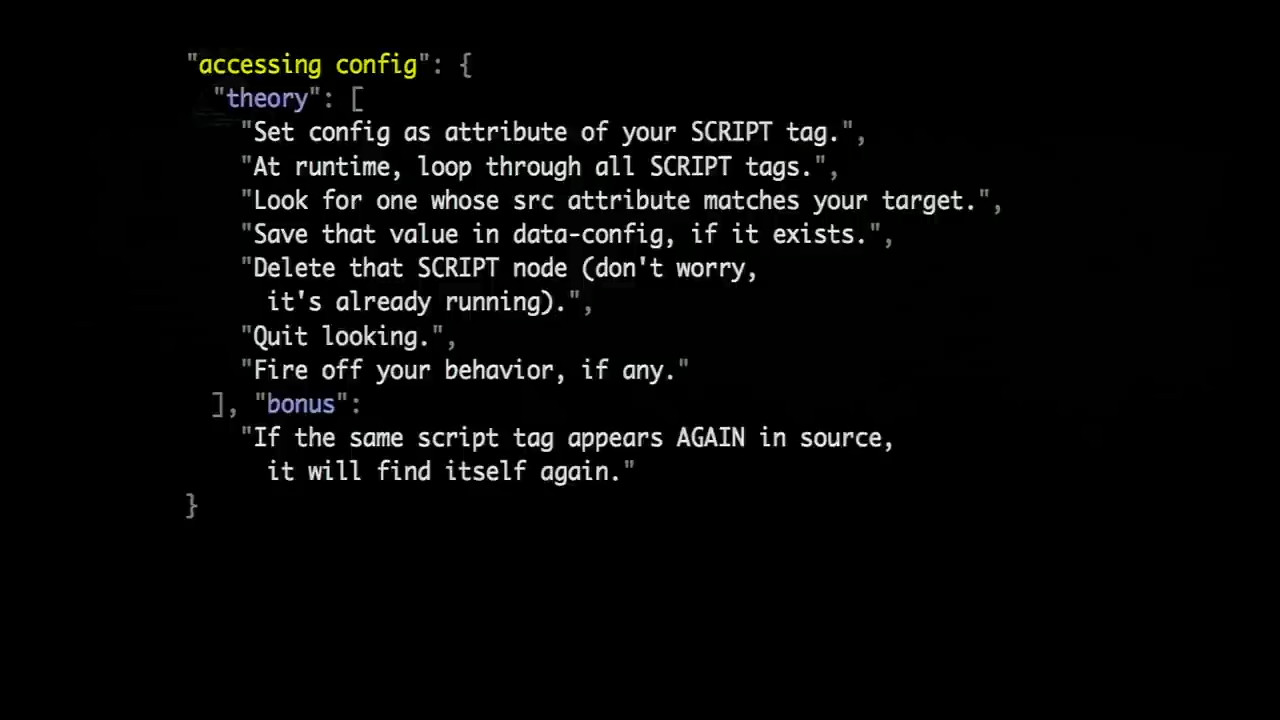 "accessing config": {
"theory": [
"Set config as attribute of your SCRIPT tag.",
"At runtime, loop through all SCRIPT tags.",
"Look for one whose src attribute matches your target.",
"Save that value in data-config, if it exists.",
"Delete that SCRIPT node (don't worry,
it's already running).",
"Quit looking.",
"Fire off your behavior, if any."
], "bonus":
"If the same script tag appears AGAIN in source,
it will find itself again."
}